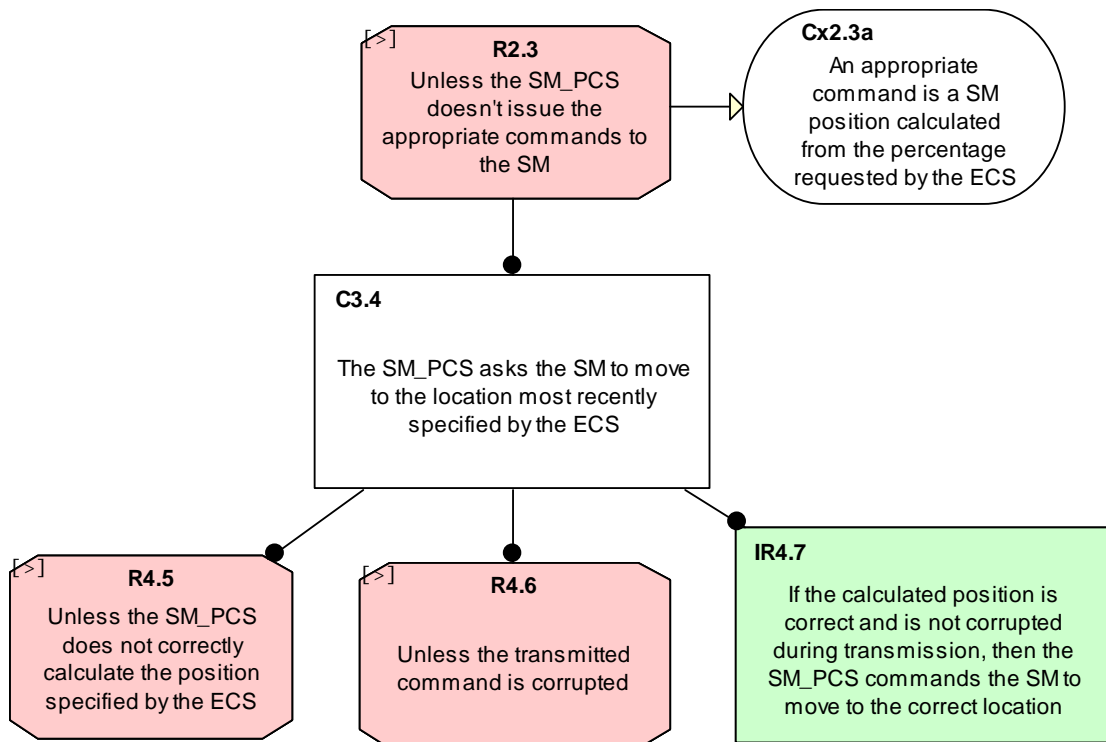 [>]
R2.3
Unless the SM_PCS
doesn't issue the
appropriate commands to
the SM
Cx2.3a
An appropriate
command is a SM
position calculated
from the percentage
requested by the ECS
C3.4
The SM_PCS asks the SM to move
to the location most recently
specified by the ECS
[>]
R4.5
Unless the SM_PCS
does not correctly
calculate the position
specified by the ECS
[>]
R4.6
Unless the transmitted
command is corrupted
IR4.7
If the calculated position is
correct and is not corrupted
during transmission, then the
SM_PCS commands the SM to
move to the correct location